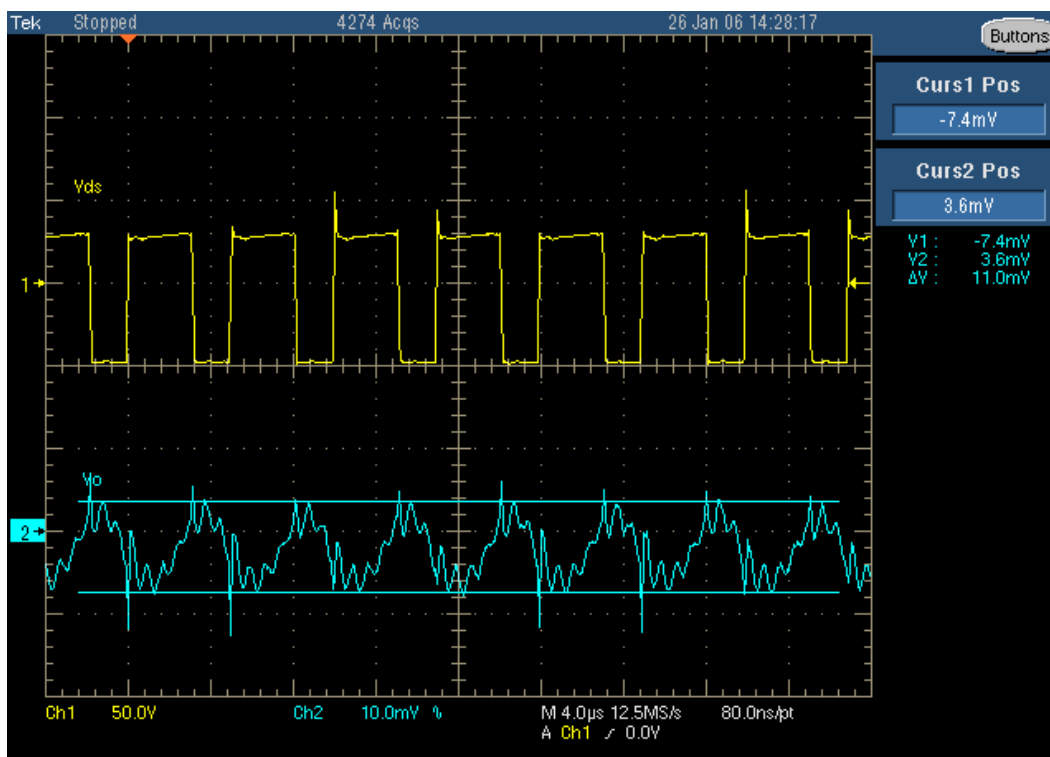 Tek Stopped 4274 Acqs 26 Jan 06 14:28:17
Buttons
Curs1 Pos
-7.4mV
Curs2 Pos
3.6mV
V1 : -7.4mV
V2 : 3.6mV
ΔV : 11.0mV
Vds
1
Vo
2
Ch1 50.0V Ch2 10.0mV M 4.0µs 12.5MS/s 80.0ns/pt
A Ch1 0.0V